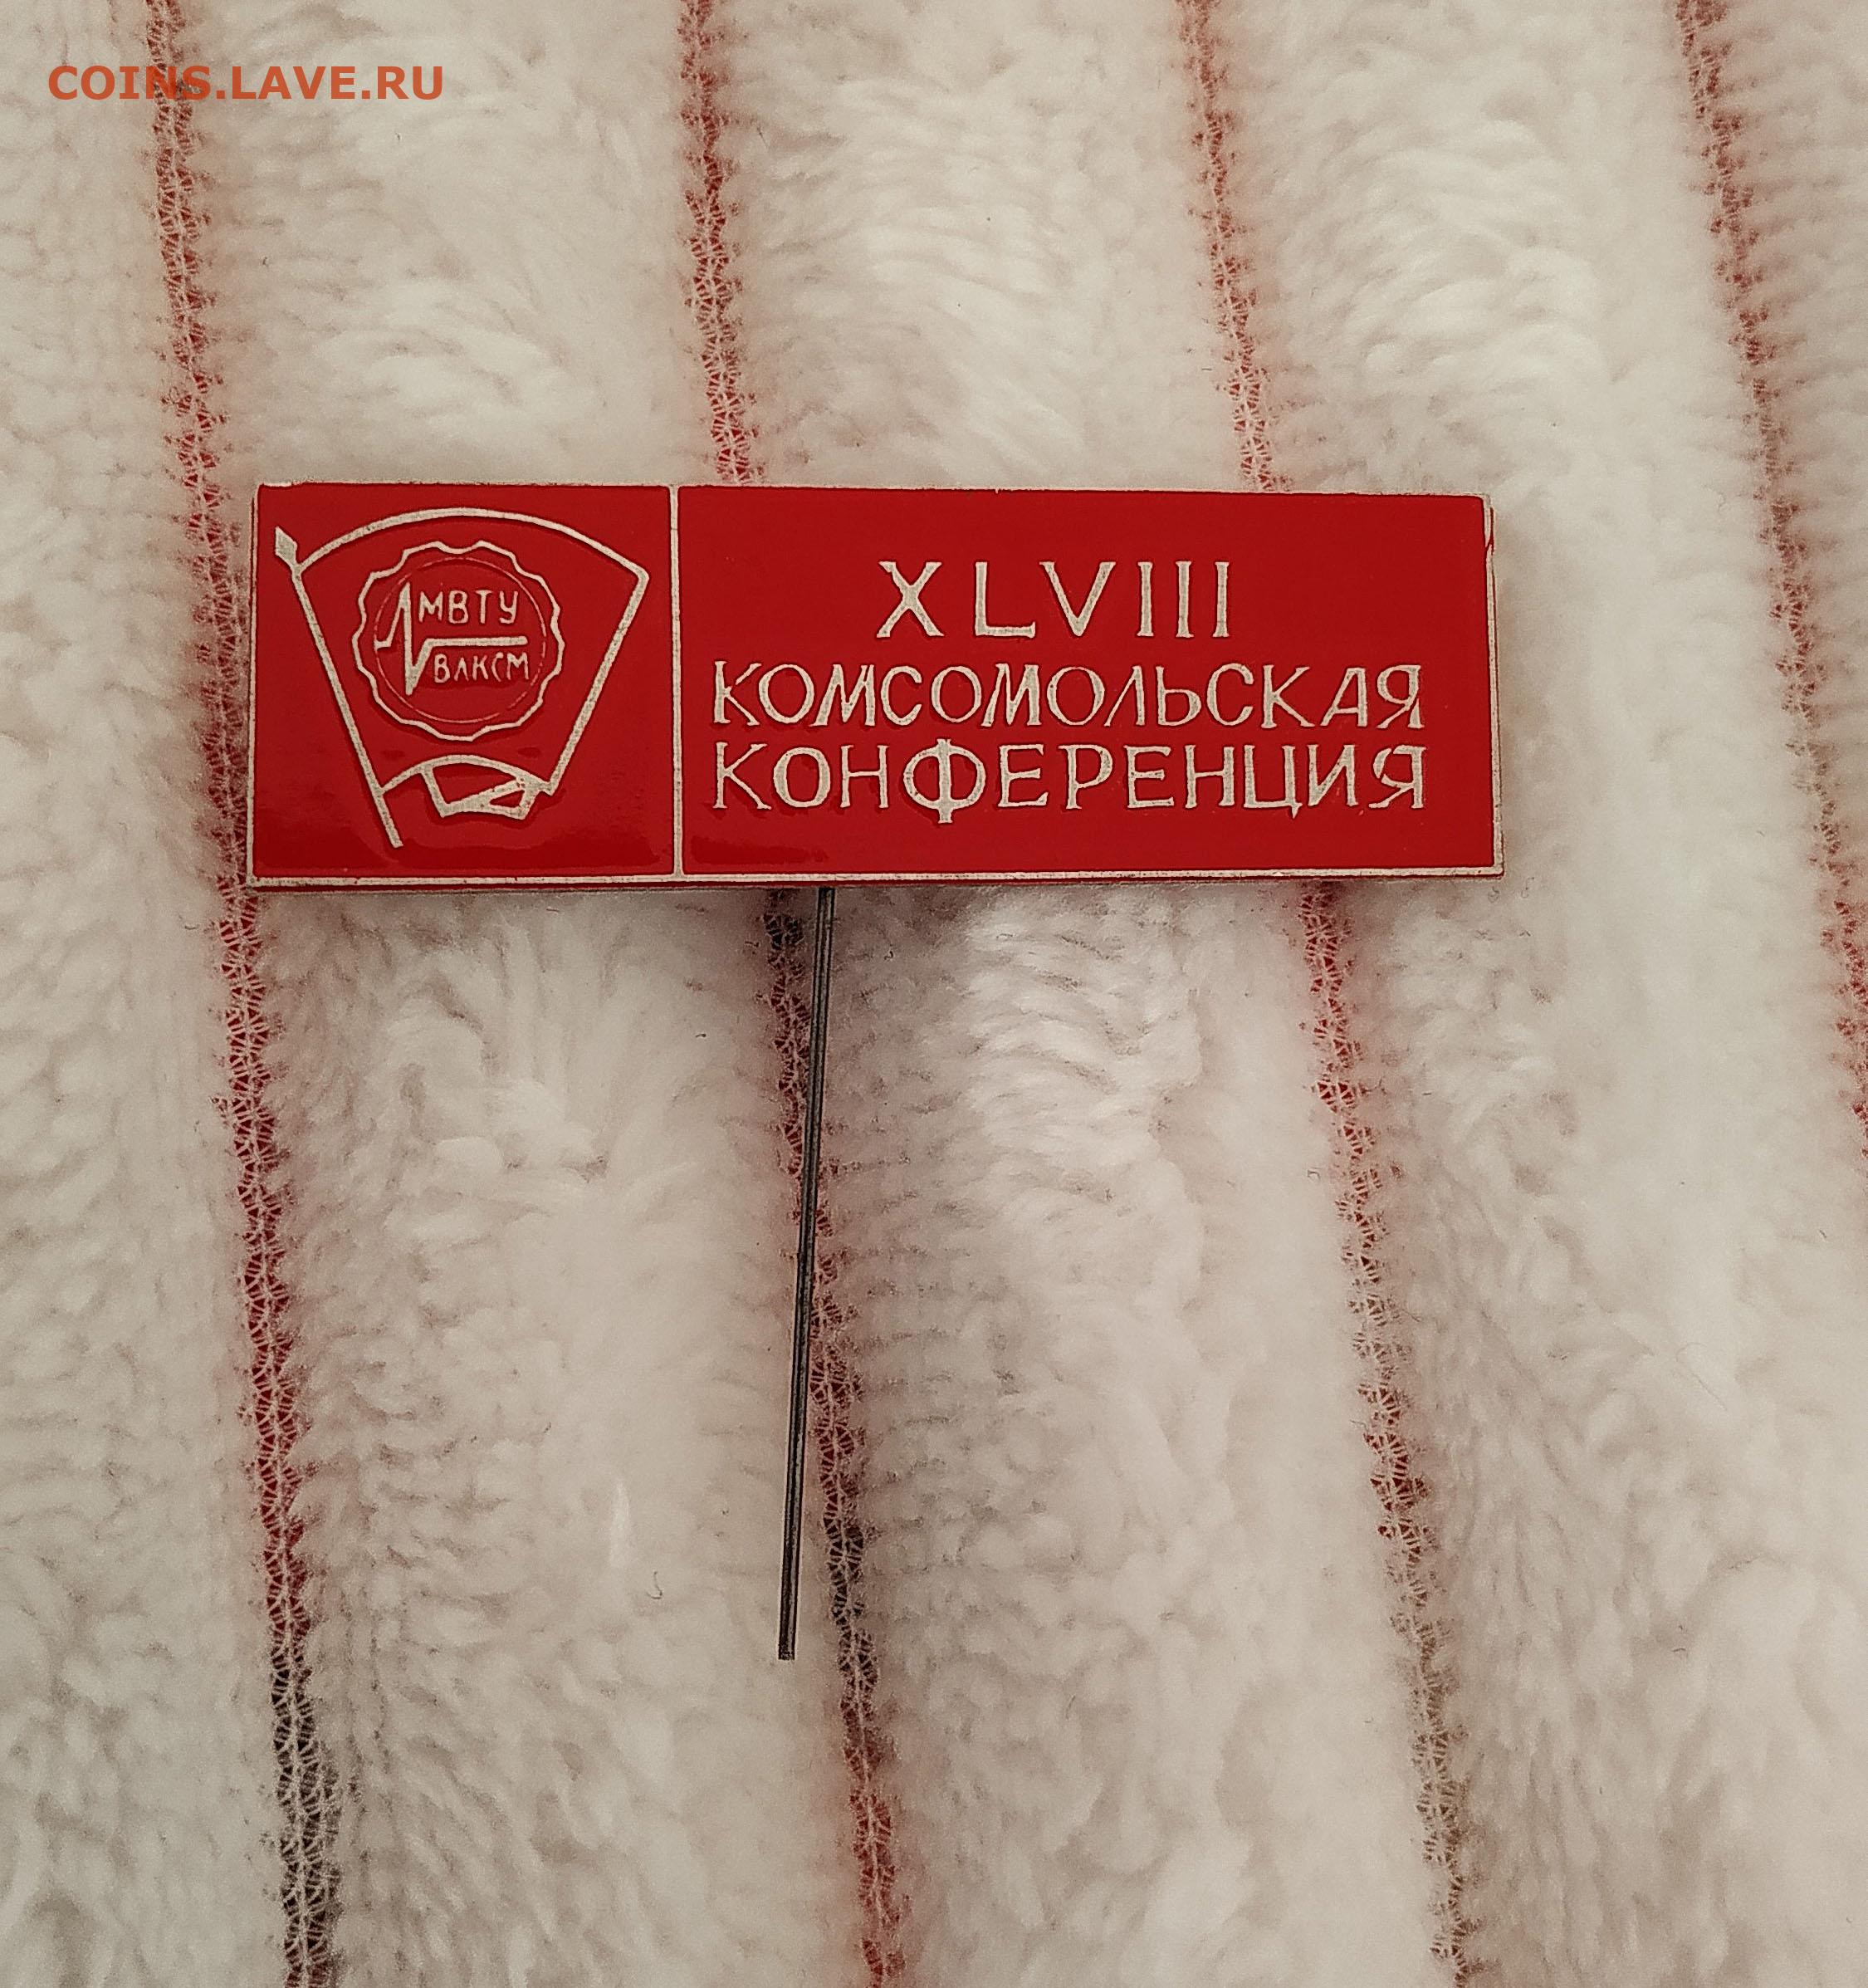 COINS.LAVE.RU
МВТУ
ВЛКСМ
XLVIII
КОМСОМОЛЬСКАЯ
КОНФЕРЕНЦИЯ